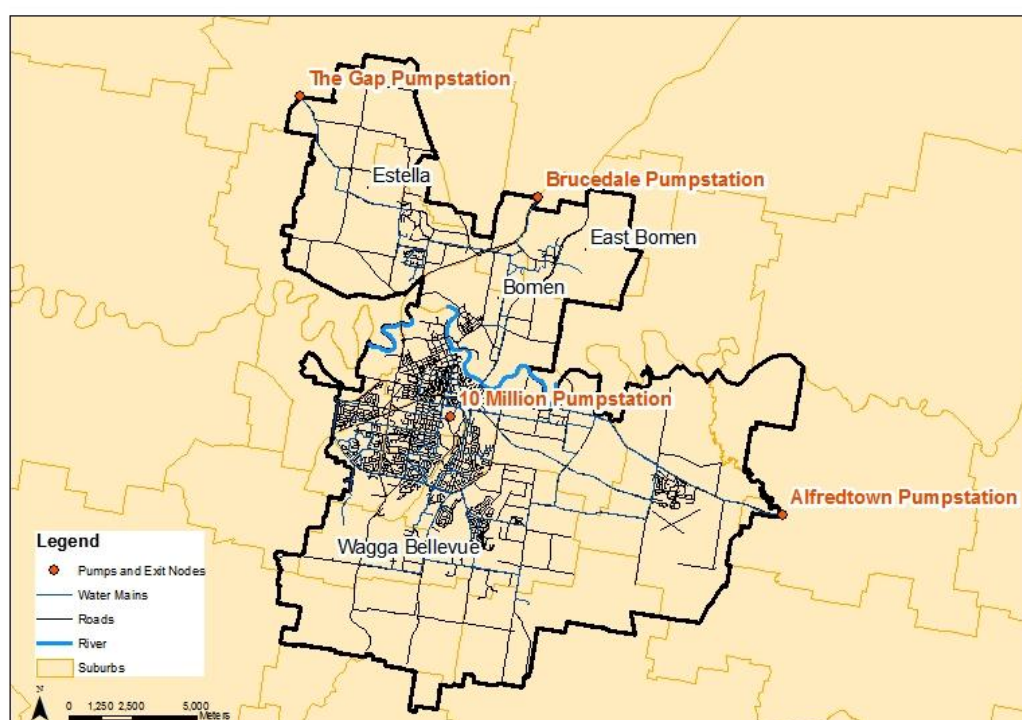 The Gap Pumpstation
Estella
Brucedale Pumpstation
East Bomen
Bomen
10 Million Pumpstation
Alfredtown Pumpstation
Wagga Bellevue
Legend
Pumps and Exit Nodes
Water Mains
Roads
River
Suburbs
N
0 1,250 2,500 5,000
Meters